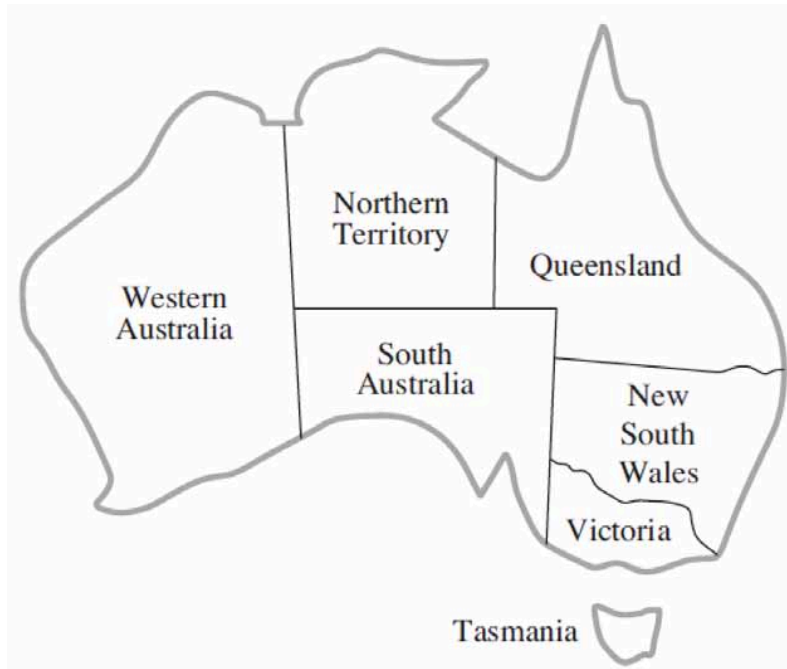 Northern
Territory
Queensland
Western
Australia
South
Australia
New
South
Wales
Victoria
Tasmania